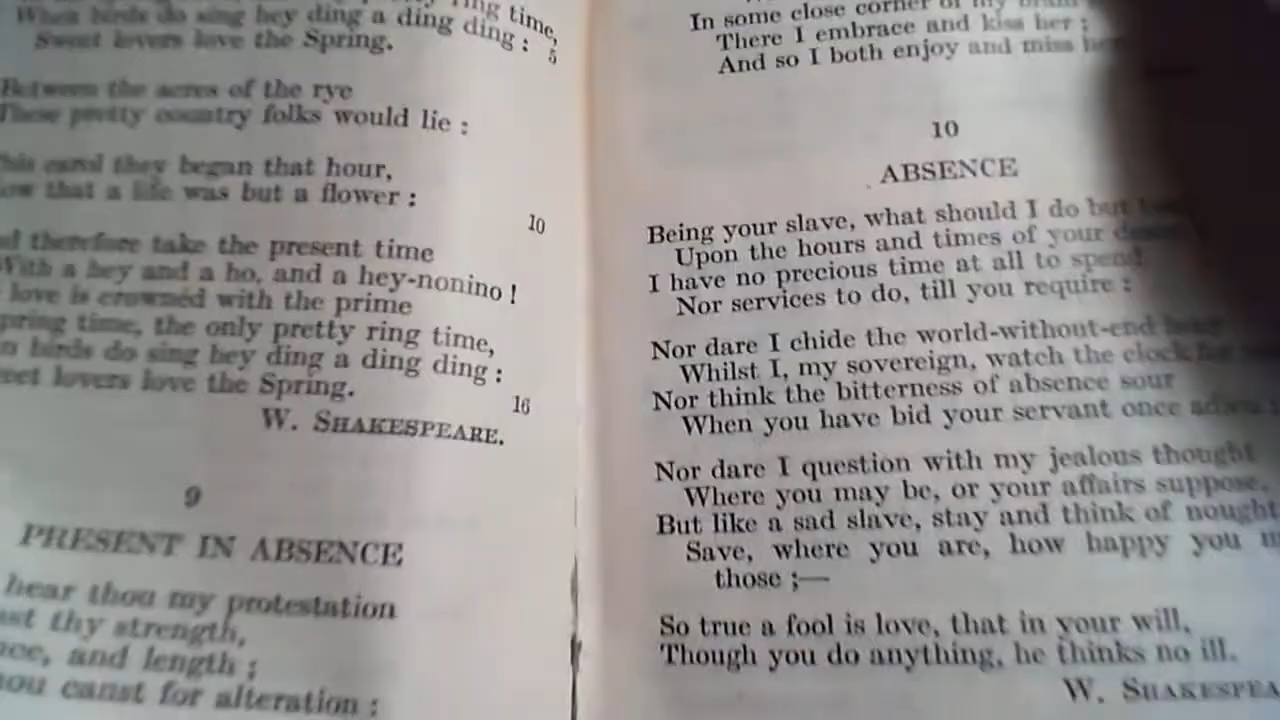 ring time,
When birds do sing hey ding a ding ding : 5
Sweet lovers love the Spring.
Between the acres of the rye
These pretty country folks would lie :
This carol they began that hour,
that a life was but a flower : 10
therefore take the present time
With a hey and a ho, and a hey-nonino !
love is crownéd with the prime
spring time, the only pretty ring time,
birds do sing hey ding a ding ding :
lovers love the Spring. 16
W. SHAKESPEARE.
9
PRESENT IN ABSENCE
hear thou my protestation
thy strength,
and length ;
canst for alteration :
In some close corner of my brain
There I embrace and kiss her ;
And so I both enjoy and miss her
10
ABSENCE
Being your slave, what should I do but
Upon the hours and times of your
I have no precious time at all to spend
Nor services to do, till you require :
Nor dare I chide the world-without-end
Whilst I, my sovereign, watch the clock for
Nor think the bitterness of absence sour
When you have bid your servant once adieu ;
Nor dare I question with my jealous thought
Where you may be, or your affairs suppose,
But like a sad slave, stay and think of nought
Save, where you are, how happy you
those ;—
So true a fool is love, that in your will,
Though you do anything, he thinks no ill.
W. SHAKESPEA